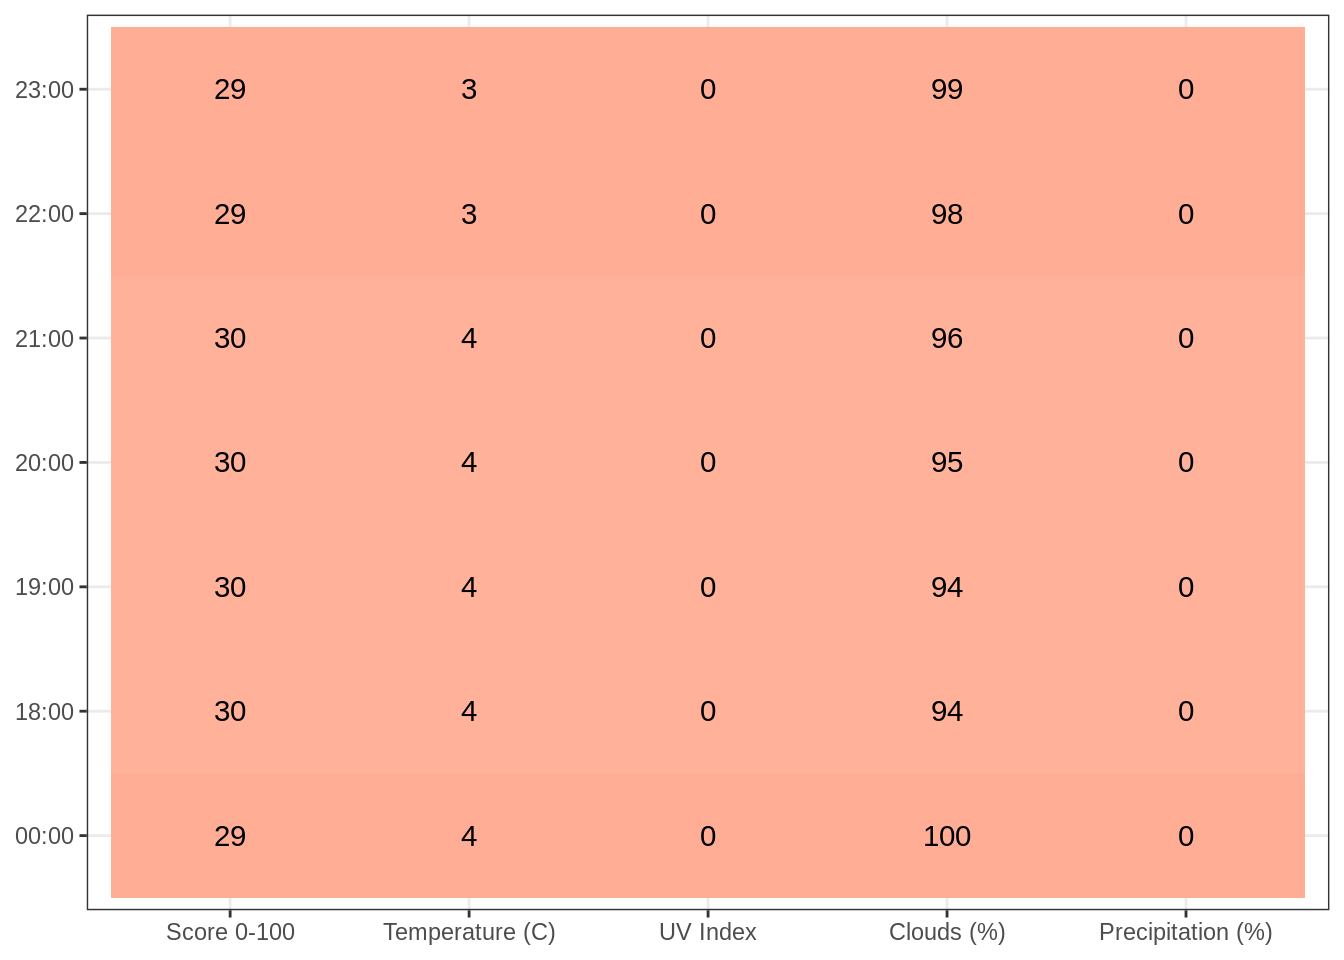 23:00 29 3 0 99 0
22:00 29 3 0 98 0
21:00 30 4 0 96 0
20:00 30 4 0 95 0
19:00 30 4 0 94 0
18:00 30 4 0 94 0
00:00 29 4 0 100 0
Score 0-100 Temperature (C) UV Index Clouds (%) Precipitation (%)